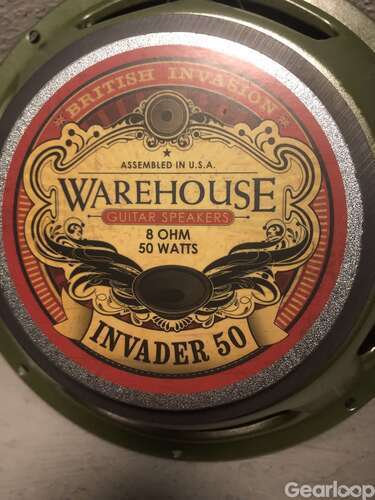 BRITISH INVASION
ASSEMBLED IN U.S.A.
WAREHOUSE
GUITAR SPEAKERS
8 OHM
50 WATTS
INVADER 50
Gearloop